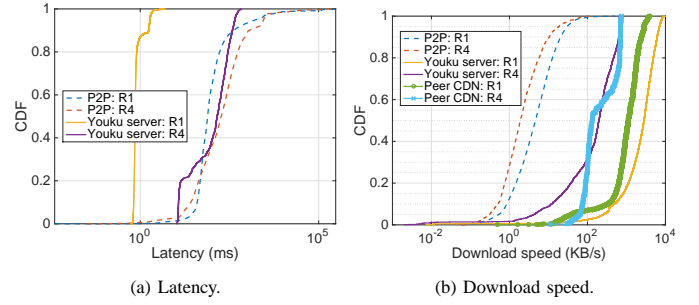 1
0.8
0.6
0.4
0.2
0
CDF
P2P: R1
P2P: R4
Youku server: R1
Youku server: R4
10^0
10^5
Latency (ms)
(a) Latency.
1
0.8
0.6
0.4
0.2
0
CDF
P2P: R1
P2P: R4
Youku server: R1
Youku server: R4
Peer CDN: R1
Peer CDN: R4
10^-2
10^0
10^2
10^4
Download speed (KB/s)
(b) Download speed.